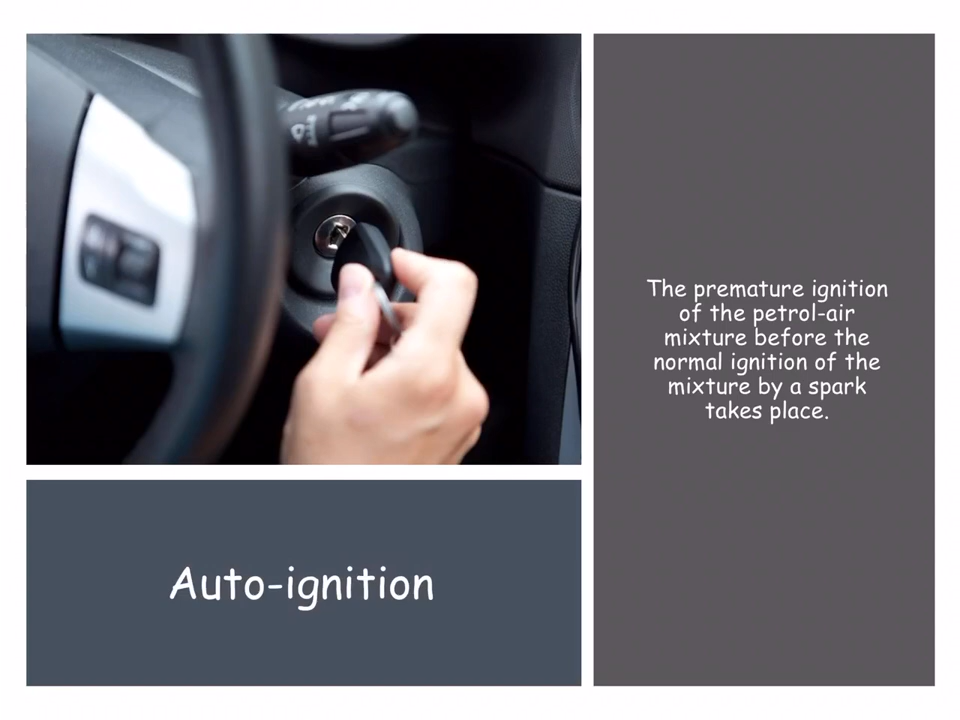 Auto-ignition
The premature ignition
of the petrol-air
mixture before the
normal ignition of the
mixture by a spark
takes place.